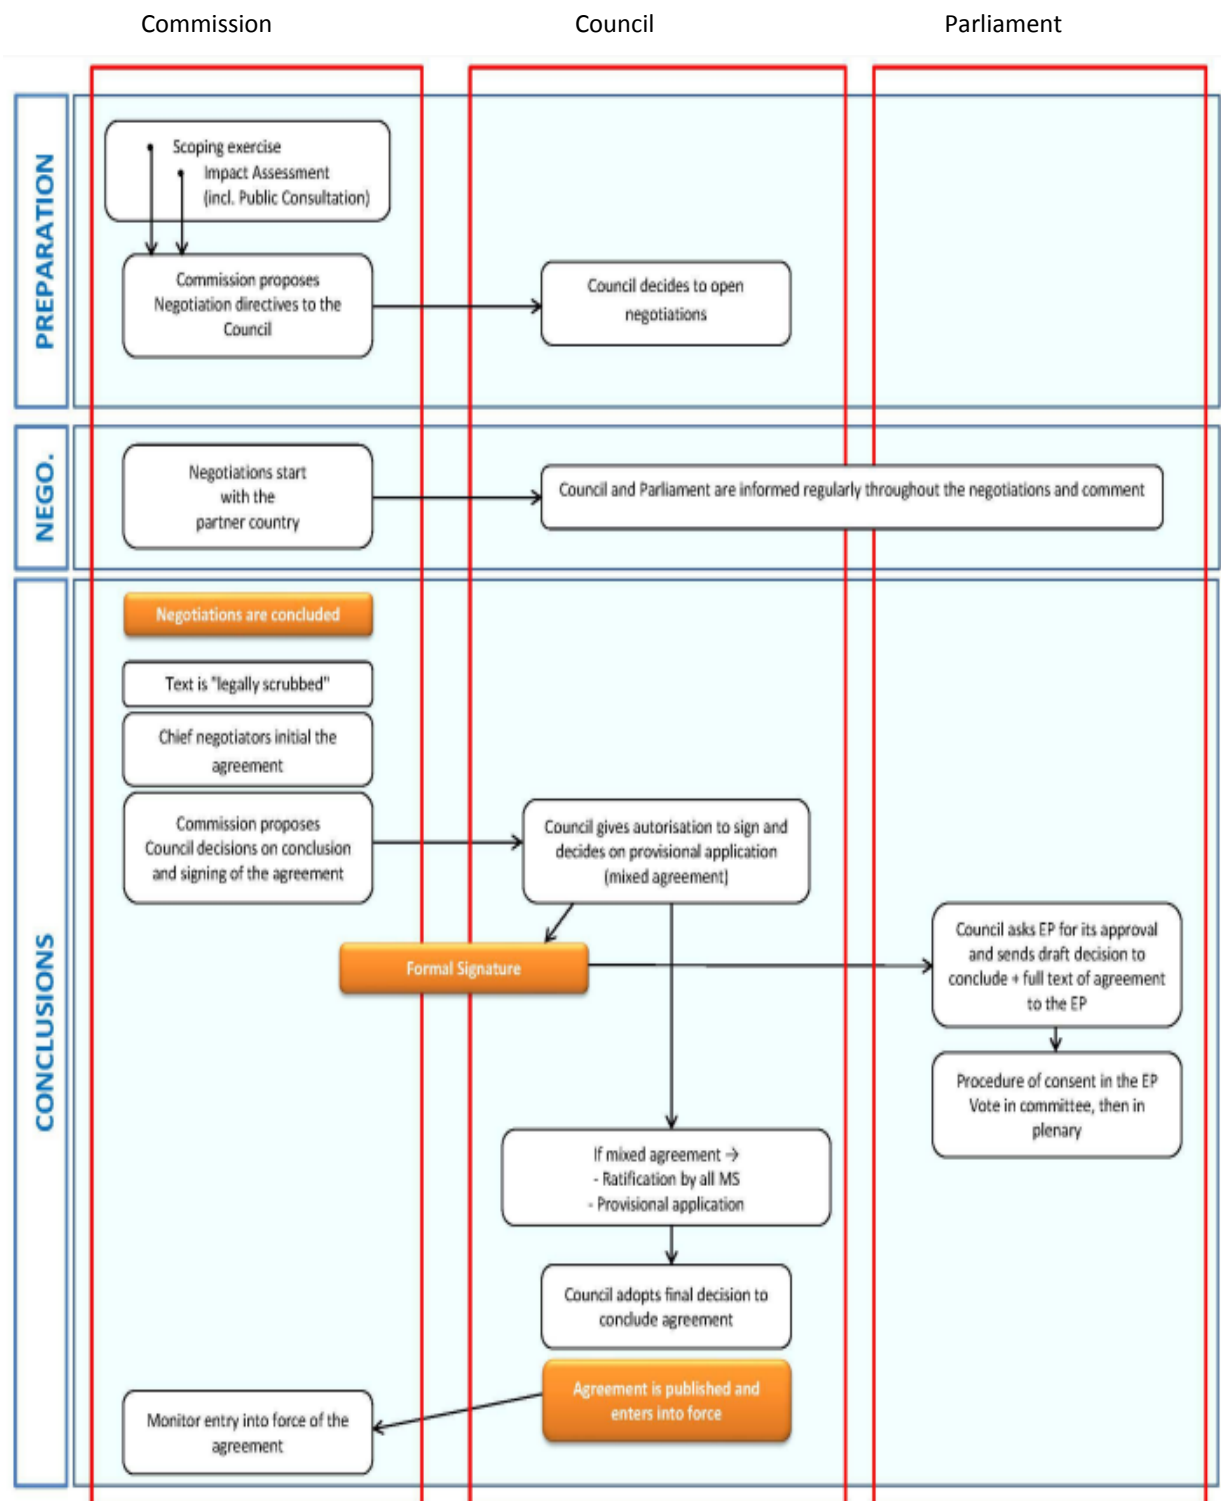 Commission
Council
Parliament
PREPARATION
Scoping exercise
Impact Assessment
(incl. Public Consultation)
Commission proposes
Negotiation directives to the
Council
Council decides to open
negotiations
NEGO.
Negotiations start
with the
partner country
Council and Parliament are informed regularly throughout the negotiations and comment
CONCLUSIONS
Negotiations are concluded
Text is "legally scrubbed"
Chief negotiators initial the
agreement
Commission proposes
Council decisions on conclusion
and signing of the agreement
Council gives autorisation to sign and
decides on provisional application
(mixed agreement)
Formal Signature
Council asks EP for its approval
and sends draft decision to
conclude + full text of agreement
to the EP
Procedure of consent in the EP
Vote in committee, then in
plenary
If mixed agreement →
- Ratification by all MS
- Provisional application
Council adopts final decision to
conclude agreement
Agreement is published and
enters into force
Monitor entry into force of the
agreement